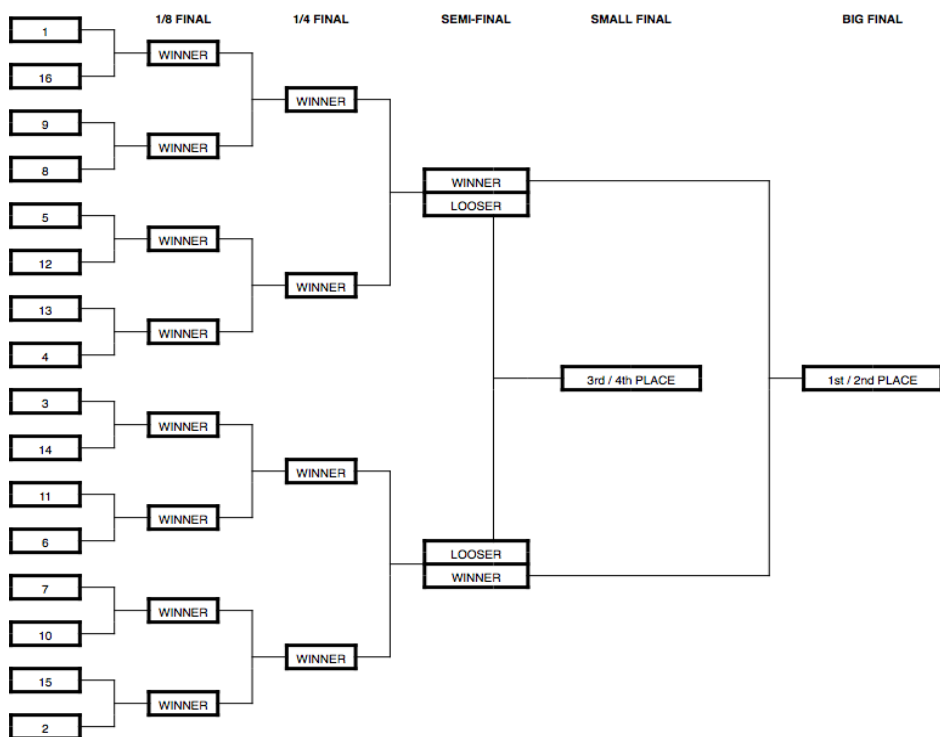 1/8 FINAL 1/4 FINAL SEMI-FINAL SMALL FINAL BIG FINAL
1
WINNER
16
WINNER
9
WINNER
8
WINNER
LOOSER
5
WINNER
12
WINNER
13
WINNER
4
3rd / 4th PLACE 1st / 2nd PLACE
3
WINNER
14
WINNER
11
WINNER
6
LOOSER
WINNER
7
WINNER
10
WINNER
15
WINNER
2